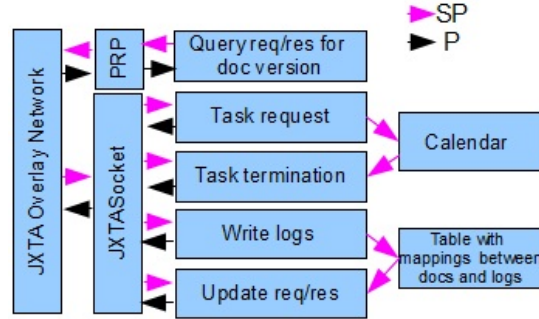 SP
P
JXTA Overlay Network
PRP
JXTASocket
Query req/res for
doc version
Task request
Task termination
Write logs
Update req/res
Calendar
Table with
mappings between
docs and logs